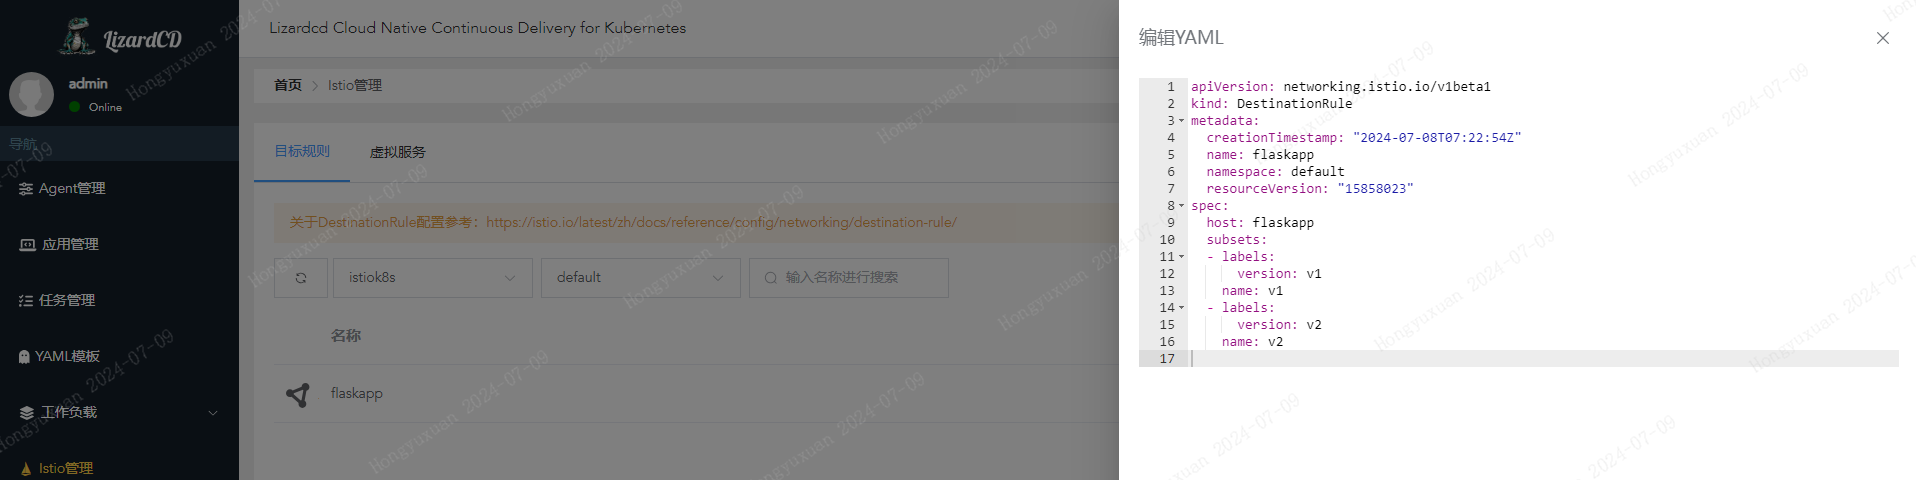 LizardCD
admin
Online
导航
Agent管理
应用管理
任务管理
YAML模板
工作负载
Istio管理
Lizardcd Cloud Native Continuous Delivery for Kubernetes
首页 > Istio管理
目标规则 虚拟服务
关于DestinationRule配置参考：https://istio.io/latest/zh/docs/reference/config/networking/destination-rule/
istiok8s default 输入名称进行搜索
名称
flaskapp
编辑YAML
1 apiVersion: networking.istio.io/v1beta1
2 kind: DestinationRule
3 metadata:
4   creationTimestamp: "2024-07-08T07:22:54Z"
5   name: flaskapp
6   namespace: default
7   resourceVersion: "15858023"
8 spec:
9   host: flaskapp
10   subsets:
11   - labels:
12       version: v1
13     name: v1
14   - labels:
15       version: v2
16     name: v2
17
Hongyuxuan 2024-07-09